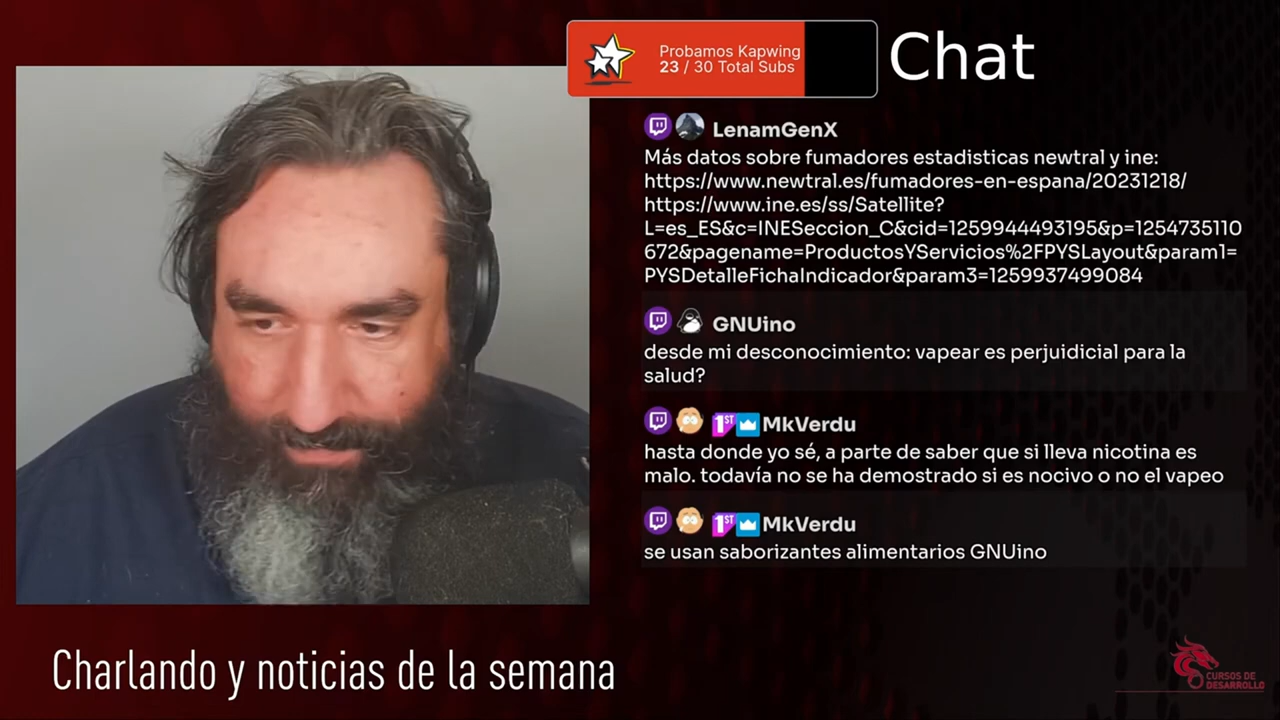 Probamos Kapwing
23 / 30 Total Subs
Chat
LenamGenX
Más datos sobre fumadores estadisticas newtral y ine:
https://www.newtral.es/fumadores-en-espana/20231218/
https://www.ine.es/ss/Satellite?
L=es_ES&c=INESeccion_C&cid=1259944493195&p=1254735110
672&pagename=ProductosYServicios%2FPYSLayout&param1=
PYSDetalleFichaIndicador&param3=1259937499084
GNUino
desde mi desconocimiento: vapear es perjuidicial para la
salud?
1ST MkVerdu
hasta donde yo sé, a parte de saber que si lleva nicotina es
malo. todavía no se ha demostrado si es nocivo o no el vapeo
1ST MkVerdu
se usan saborizantes alimentarios GNUino
Charlando y noticias de la semana
CURSOS DE
DESARROLLO